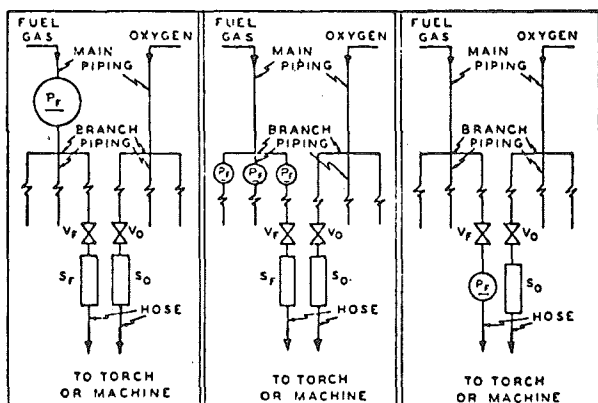 FUEL
GAS
OXYGEN
MAIN
PIPING
PF
BRANCH
PIPING
VF
VO
SF
SO
HOSE
TO TORCH
OR MACHINE
FUEL
GAS
OXYGEN
MAIN
PIPING
BRANCH
PIPING
PF
PF
PF
VF
VO
SF
SO.
HOSE
TO TORCH
OR MACHINE
FUEL
GAS
OXYGEN
MAIN
PIPING
BRANCH
PIPING
VF
VO
PF
SO
HOSE
TO TORCH
OR MACHINE